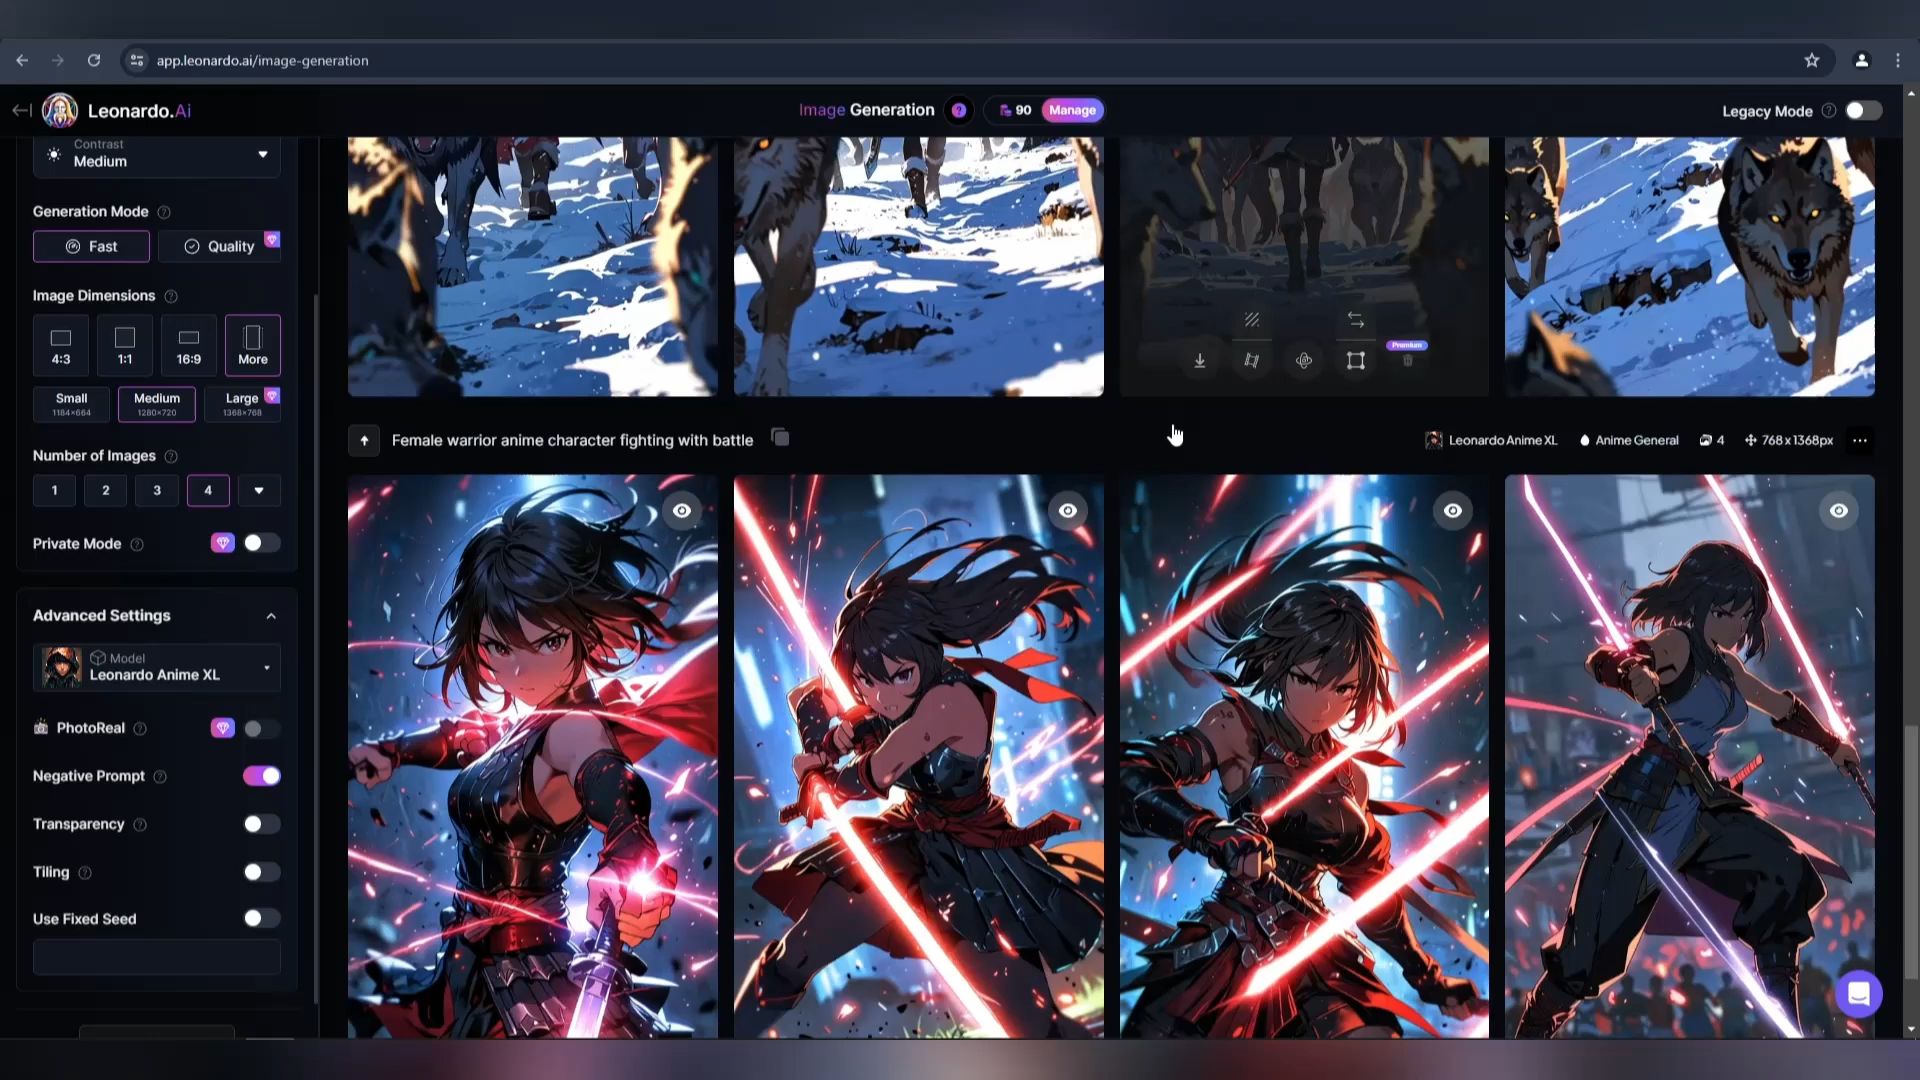 app.leonardo.ai/image-generation
Leonardo.Ai
Image Generation
?
90
Manage
Legacy Mode ?
Contrast
Medium
Generation Mode ?
Fast
Quality
Image Dimensions ?
4:3
1:1
16:9
More
Small
1184×664
Medium
1280×720
Large
1368×768
Number of Images ?
1
2
3
4
Private Mode ?
Advanced Settings
Model
Leonardo Anime XL
PhotoReal ?
Negative Prompt ?
Transparency ?
Tiling ?
Use Fixed Seed
Premium
Female warrior anime character fighting with battle
Leonardo Anime XL
Anime General
4
768 x 1368px